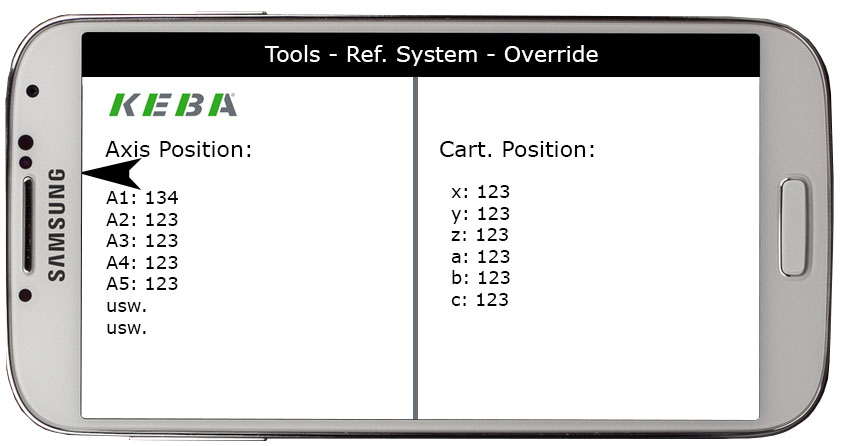 Tools - Ref. System - Override
KEBA
Axis Position:
A1: 134
A2: 123
A3: 123
A4: 123
A5: 123
usw.
usw.
Cart. Position:
x: 123
y: 123
z: 123
a: 123
b: 123
c: 123
SAMSUNG